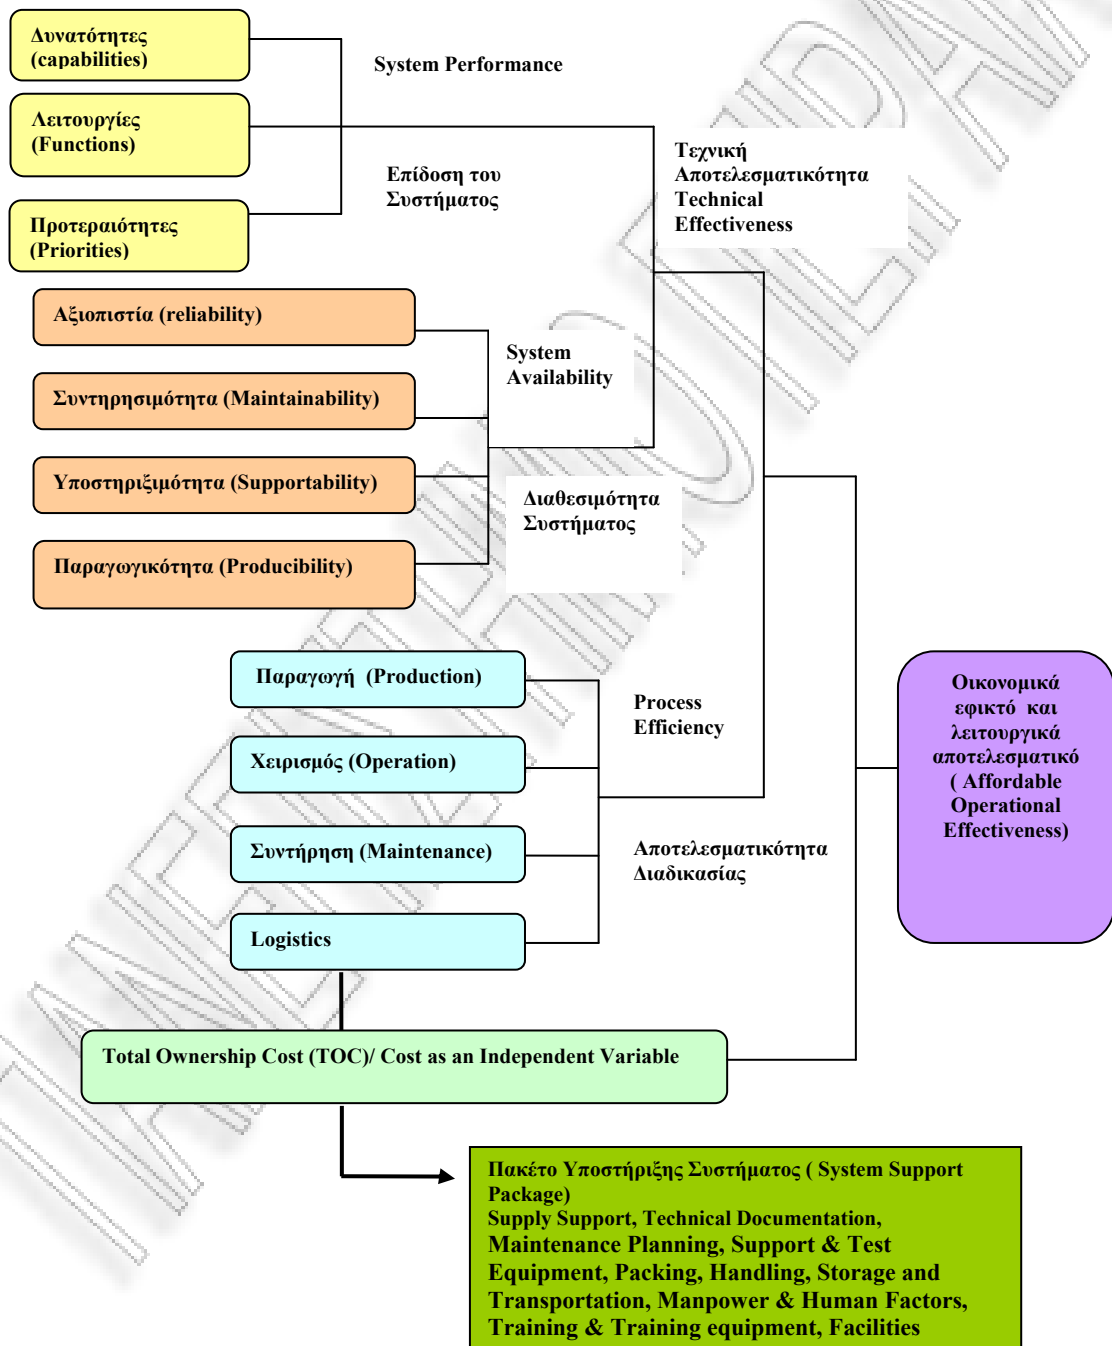 Δυνατότητες
(capabilities)
System Performance
Λειτουργίες
(Functions)
Τεχνική
Αποτελεσματικότητα
Technical
Effectiveness
Επίδοση του
Συστήματος
Προτεραιότητες
(Priorities)
Αξιοπιστία (reliability)
System
Availability
Συντηρησιμότητα (Maintainability)
Υποστηριξιμότητα (Supportability)
Διαθεσιμότητα
Συστήματος
Παραγωγικότητα (Producibility)
Παραγωγή (Production)
Process
Efficiency
Χειρισμός (Operation)
Οικονομικά
εφικτό και
λειτουργικά
αποτελεσματικό
( Affordable
Operational
Effectiveness)
Συντήρηση (Maintenance)
Αποτελεσματικότητα
Διαδικασίας
Logistics
Total Ownership Cost (TOC)/ Cost as an Independent Variable
Πακέτο Υποστήριξης Συστήματος ( System Support
Package)
Supply Support, Technical Documentation,
Maintenance Planning, Support & Test
Equipment, Packing, Handling, Storage and
Transportation, Manpower & Human Factors,
Training & Training equipment, Facilities